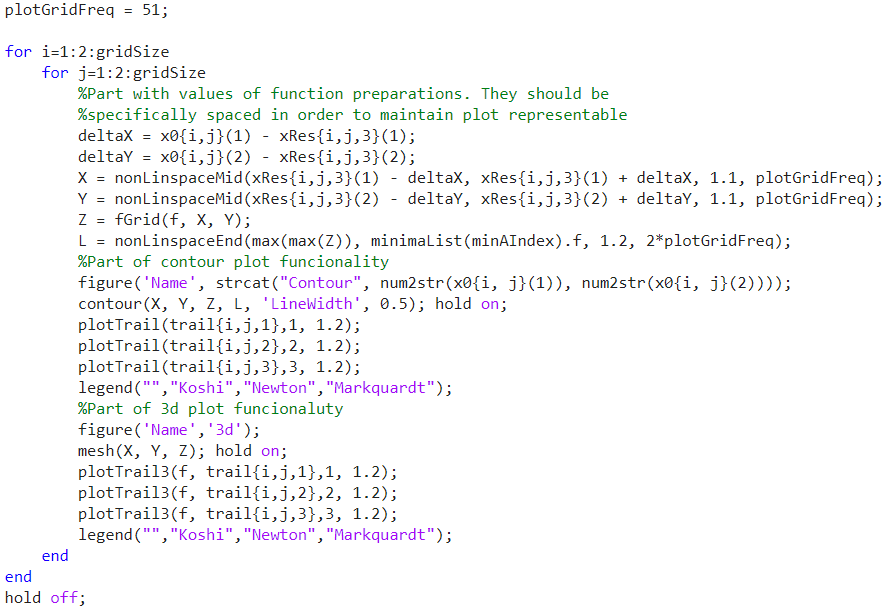 plotGridFreq = 51;
for i=1:2:gridSize
for j=1:2:gridSize
%Part with values of function preparations. They should be
%specifically spaced in order to maintain plot representable
deltaX = x0{i,j}(1) - xRes{i,j,3}(1);
deltaY = x0{i,j}(2) - xRes{i,j,3}(2);
X = nonLinspaceMid(xRes{i,j,3}(1) - deltaX, xRes{i,j,3}(1) + deltaX, 1.1, plotGridFreq);
Y = nonLinspaceMid(xRes{i,j,3}(2) - deltaY, xRes{i,j,3}(2) + deltaY, 1.1, plotGridFreq);
Z = fGrid(f, X, Y);
L = nonLinspaceEnd(max(max(Z)), minimaList(minAIndex).f, 1.2, 2*plotGridFreq);
%Part of contour plot funcionality
figure('Name', strcat("Contour", num2str(x0{i, j}(1)), num2str(x0{i, j}(2))));
contour(X, Y, Z, L, 'LineWidth', 0.5); hold on;
plotTrail(trail{i,j,1},1, 1.2);
plotTrail(trail{i,j,2},2, 1.2);
plotTrail(trail{i,j,3},3, 1.2);
legend("","Koshi","Newton","Markquardt");
%Part of 3d plot funcionaluty
figure('Name','3d');
mesh(X, Y, Z); hold on;
plotTrail3(f, trail{i,j,1},1, 1.2);
plotTrail3(f, trail{i,j,2},2, 1.2);
plotTrail3(f, trail{i,j,3},3, 1.2);
legend("","Koshi","Newton","Markquardt");
end
end
hold off;